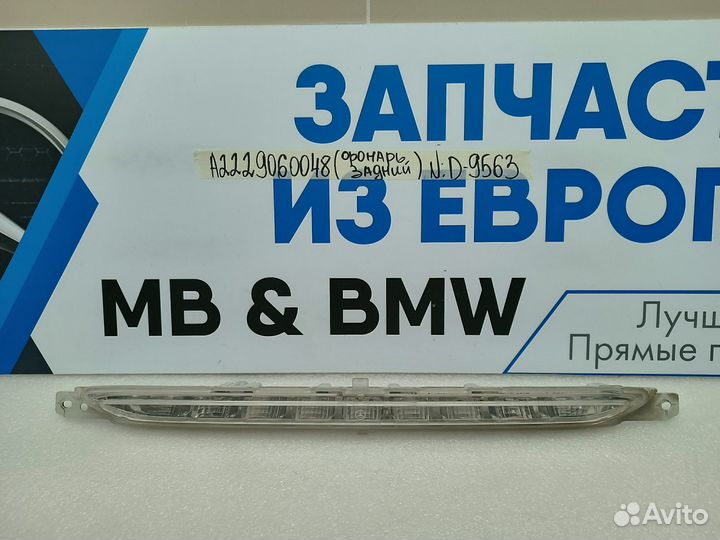 ЗАПЧАСТ
A2229060048 (ФОНАРЬ ЗАДНИЙ) N:D-9563
ИЗ ЕВРОП
MB & BMW
Лучш
Прямые п
Avito